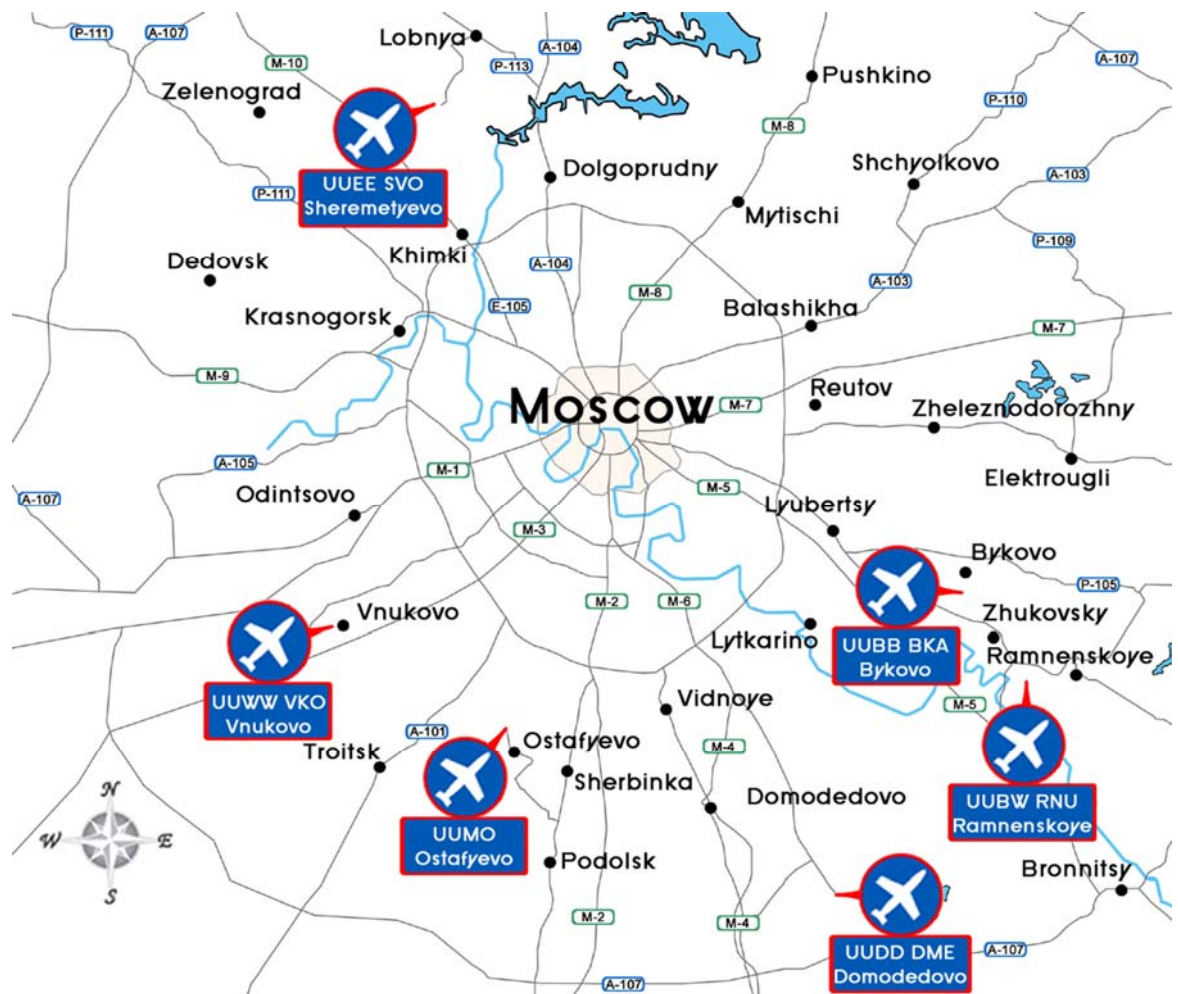 P-111
A-107
Lobnya
A-104
M-10
P-113
A-107
Pushkino
Zelenograd
P-110
M-8
UUEE SVO
Sheremetyevo
Dolgoprudny
Shchyolkovo
A-103
P-111
Mytischi
Khimki
P-109
Dedovsk
A-104
A-103
M-8
E-105
Balashikha
Krasnogorsk
M-7
M-9
Reutov
Moscow
M-7
Zheleznodorozhny
A-105
M-1
Elektrougli
A-107
Odintsovo
M-5
Lyubertsy
M-3
Bykovo
P-105
Vnukovo
M-2
M-6
Zhukovsky
Lytkarino
UUBB BKA
Bykovo
Ramnenskoye
UUWW VKO
Vnukovo
Vidnoye
M-5
A-101
Troitsk
Ostafyevo
M-4
Sherbinka
Domodedovo
UUBW RNU
Ramnenskoye
UUMO
Ostafyevo
N
W
E
S
Podolsk
Bronnitsy
M-2
M-4
UUDD DME
Domodedovo
A-107
A-107